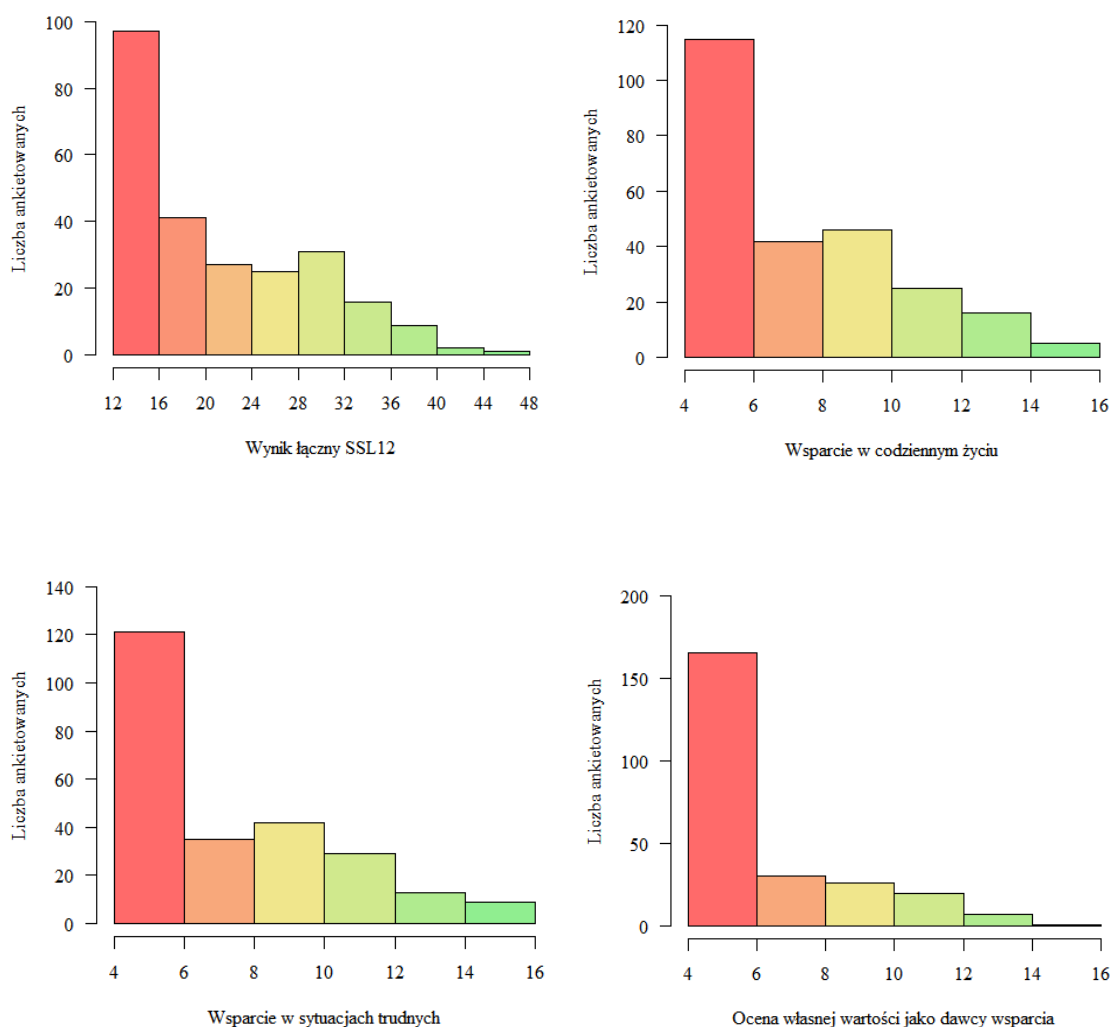 Liczba ankietowanych
100
80
60
40
20
0
12 16 20 24 28 32 36 40 44 48
Wynik łączny SSL12
Liczba ankietowanych
120
100
80
60
40
20
0
4 6 8 10 12 14 16
Wsparcie w codziennym życiu
Liczba ankietowanych
140
120
100
80
60
40
20
0
4 6 8 10 12 14 16
Wsparcie w sytuacjach trudnych
Liczba ankietowanych
200
150
100
50
0
4 6 8 10 12 14 16
Ocena własnej wartości jako dawcy wsparcia